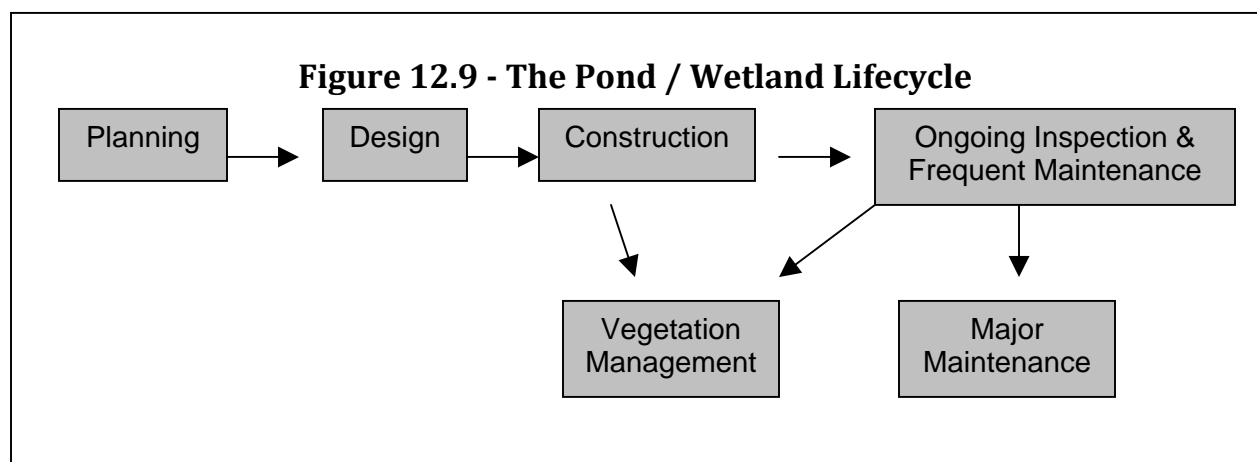 Figure 12.9 - The Pond / Wetland Lifecycle
Planning
Design
Construction
Ongoing Inspection &
Frequent Maintenance
Vegetation
Management
Major
Maintenance